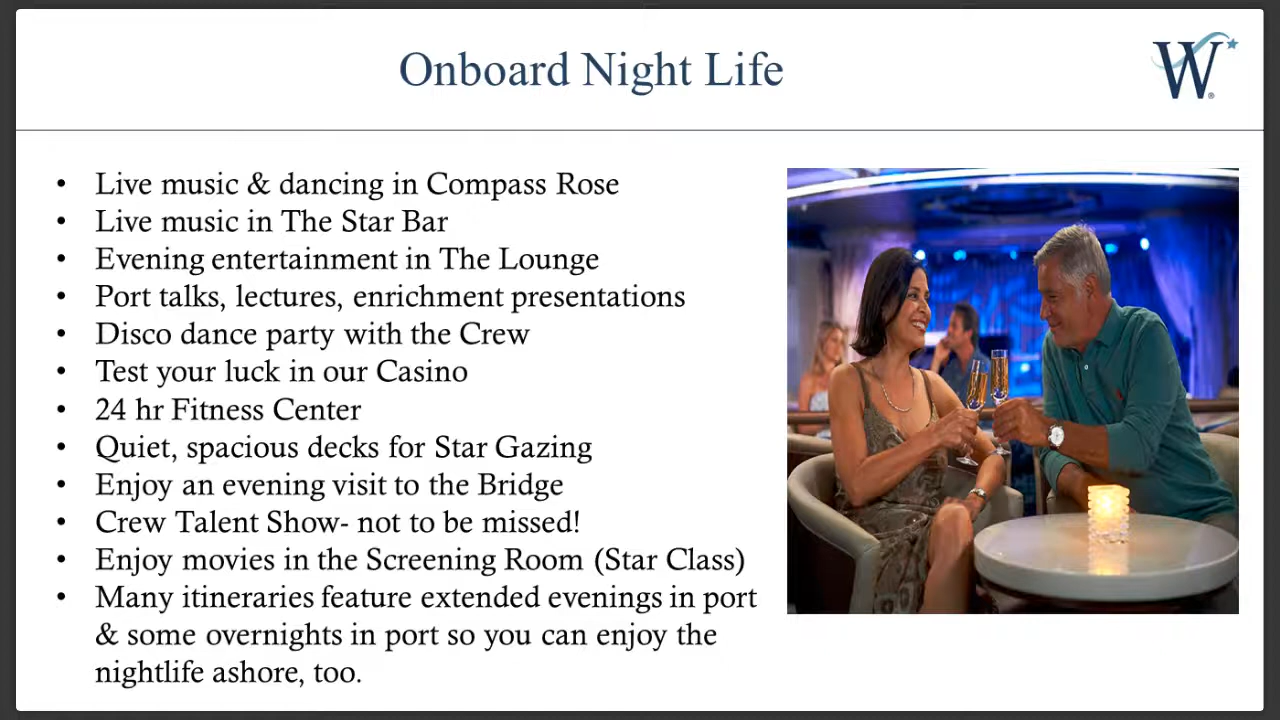 Onboard Night Life
W®
• Live music & dancing in Compass Rose
• Live music in The Star Bar
• Evening entertainment in The Lounge
• Port talks, lectures, enrichment presentations
• Disco dance party with the Crew
• Test your luck in our Casino
• 24 hr Fitness Center
• Quiet, spacious decks for Star Gazing
• Enjoy an evening visit to the Bridge
• Crew Talent Show- not to be missed!
• Enjoy movies in the Screening Room (Star Class)
• Many itineraries feature extended evenings in port
& some overnights in port so you can enjoy the
nightlife ashore, too.